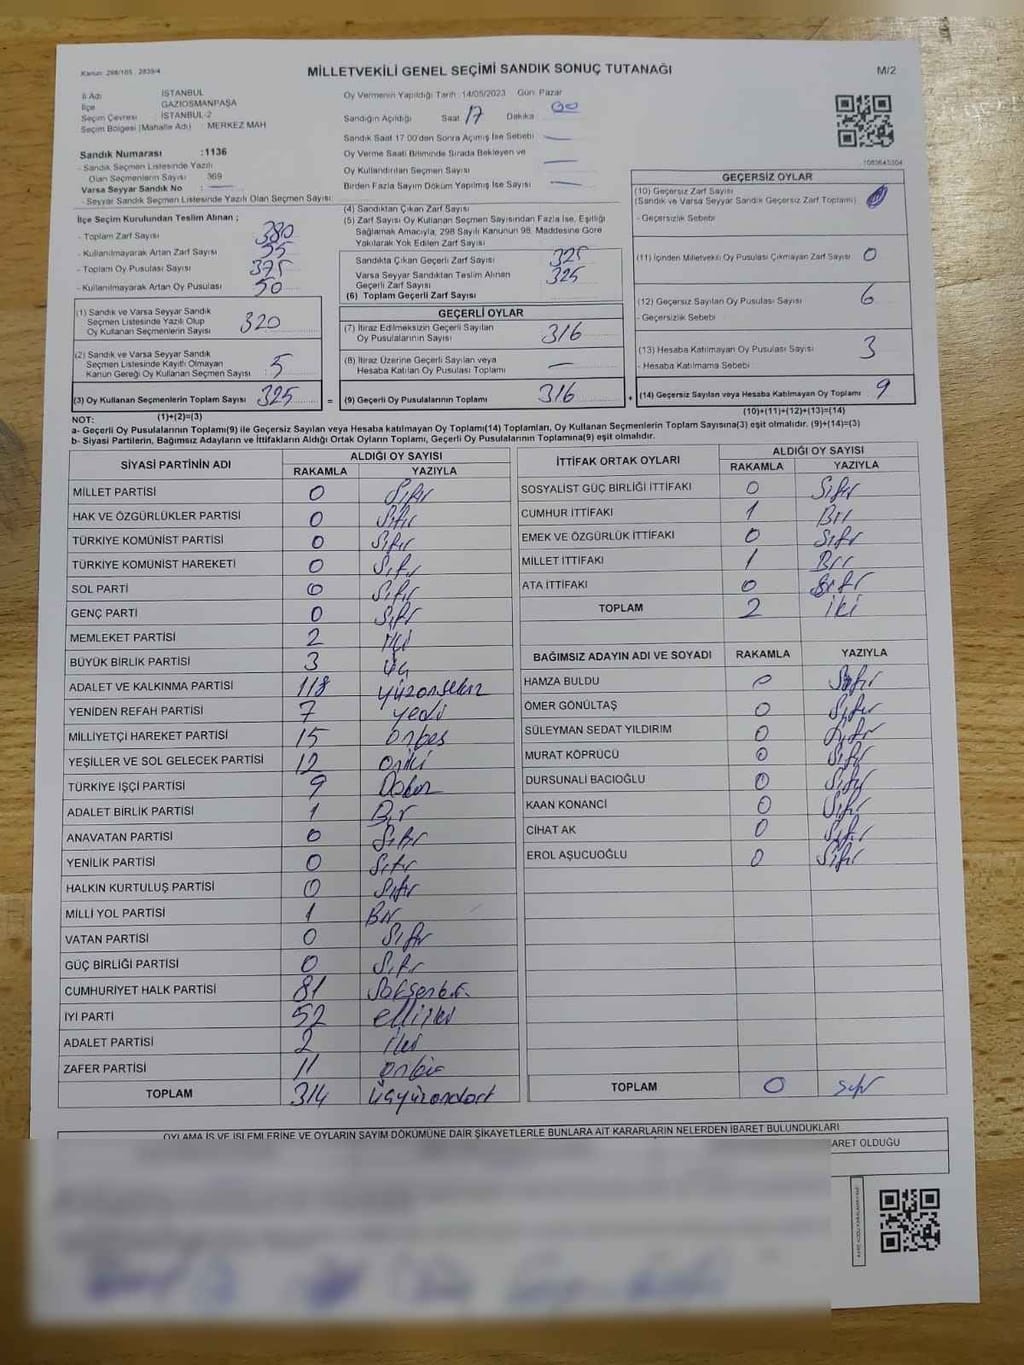 Kanun: 298/105 , 2839/4
MİLLETVEKİLİ GENEL SEÇİMİ SANDIK SONUÇ TUTANAĞI
M/2
İl Adı İSTANBUL
İlçe GAZİOSMANPAŞA
Seçim Çevresi İSTANBUL-2
Seçim Bölgesi (Mahalle Adı) : MERKEZ MAH
Sandık Numarası :1136
- Sandık Seçmen Listesinde Yazılı
Olan Seçmenlerin Sayısı 369
Varsa Seyyar Sandık No :
- Seyyar Sandık Seçmen Listesinde Yazılı Olan Seçmen Sayısı:
Oy Vermenin Yapıldığı Tarih : 14/05/2023 Gün: Pazar
Sandığın Açıldığı Saat 17 Dakika 00
Sandık Saat 17.00'den Sonra Açılmış İse Sebebi
Oy Verme Saati Bitiminde Sırada Bekleyen ve
Oy Kullandırılan Seçmen Sayısı
Birden Fazla Sayım Döküm Yapılmış İse Sayısı
1083645304
İlçe Seçim Kurulundan Teslim Alınan ;
- Toplam Zarf Sayısı 380
- Kullanılmayarak Artan Zarf Sayısı 55
- Toplam Oy Pusulası Sayısı 375
- Kullanılmayarak Artan Oy Pusulası 50
(4) Sandıktan Çıkan Zarf Sayısı
(5) Zarf Sayısı Oy Kullanan Seçmen Sayısından Fazla İse, Eşitliği
Sağlamak Amacıyla, 298 Sayılı Kanunun 98. Maddesine Göre
Yakılarak Yok Edilen Zarf Sayısı
Sandıkta Çıkan Geçerli Zarf Sayısı 325
Varsa Seyyar Sandıktan Teslim Alınan
Geçerli Zarf Sayısı 325
(6) Toplam Geçerli Zarf Sayısı
GEÇERSİZ OYLAR
(10) Geçersiz Zarf Sayısı
(Sandık ve Varsa Seyyar Sandık Geçersiz Zarf Toplamı)
- Geçersizlik Sebebi
(11) İçinden Milletvekili Oy Pusulası Çıkmayan Zarf Sayısı 0
(12) Geçersiz Sayılan Oy Pusulası Sayısı 6
- Geçersizlik Sebebi
(13) Hesaba Katılmayan Oy Pusulası Sayısı 3
- Hesaba Katılmama Sebebi
(14) Geçersiz Sayılan veya Hesaba Katılmayan Oy Toplamı 9
(10)+(11)+(12)+(13)=(14)
(1) Sandık ve Varsa Seyyar Sandık
Seçmen Listesinde Yazılı Olup
Oy Kullanan Seçmenlerin Sayısı 320
(2) Sandık ve Varsa Seyyar Sandık
Seçmen Listesinde Kayıtlı Olmayan
Kanun Gereği Oy Kullanan Seçmen Sayısı : 5
(3) Oy Kullanan Seçmenlerin Toplam Sayısı 325 =
(1)+(2)=(3)
GEÇERLİ OYLAR
(7) İtiraz Edilmeksizin Geçerli Sayılan
Oy Pusulalarının Sayısı 316
(8) İtiraz Üzerine Geçerli Sayılan veya
Hesaba Katılan Oy Pusulası Toplamı
(9) Geçerli Oy Pusulalarının Toplamı 316 +
NOT:
a- Geçerli Oy Pusulalarının Toplamı(9) ile Geçersiz Sayılan veya Hesaba katılmayan Oy Toplamı(14) Toplamları, Oy Kullanan Seçmenlerin Toplam Sayısına(3) eşit olmalıdır. (9)+(14)=(3)
b- Siyasi Partilerin, Bağımsız Adayların ve İttifakların Aldığı Ortak Oyların Toplamı, Geçerli Oy Pusulalarının Toplamına(9) eşit olmalıdır.
SİYASİ PARTİNİN ADI ALDIĞI OY SAYISI
RAKAMLA YAZIYLA
MİLLET PARTİSİ 0 Sıfır
HAK VE ÖZGÜRLÜKLER PARTİSİ 0 Sıfır
TÜRKİYE KOMÜNİST PARTİSİ 0 Sıfır
TÜRKİYE KOMÜNİST HAREKETİ 0 Sıfır
SOL PARTİ 0 Sıfır
GENÇ PARTİ 0 Sıfır
MEMLEKET PARTİSİ 2 İki
BÜYÜK BİRLİK PARTİSİ 3 üç
ADALET VE KALKINMA PARTİSİ 118 yüzonsekiz
YENİDEN REFAH PARTİSİ 7 yedi
MİLLİYETÇİ HAREKET PARTİSİ 15 onbeş
YEŞİLLER VE SOL GELECEK PARTİSİ 12 oniki
TÜRKİYE İŞÇİ PARTİSİ 9 Dokuz
ADALET BİRLİK PARTİSİ 1 Bir
ANAVATAN PARTİSİ 0 Sıfır
YENİLİK PARTİSİ 0 Sıfır
HALKIN KURTULUŞ PARTİSİ 0 Sıfır
MİLLİ YOL PARTİSİ 1 Bir
VATAN PARTİSİ 0 Sıfır
GÜÇ BİRLİĞİ PARTİSİ 0 Sıfır
CUMHURİYET HALK PARTİSİ 81 Seksenbir
İYİ PARTİ 52 elliiki
ADALET PARTİSİ 2 iki
ZAFER PARTİSİ 11 onbir
TOPLAM 314 üçyüzondört
İTTİFAK ORTAK OYLARI ALDIĞI OY SAYISI
RAKAMLA YAZIYLA
SOSYALİST GÜÇ BİRLİĞİ İTTİFAKI 0 Sıfır
CUMHUR İTTİFAKI 1 Bir
EMEK VE ÖZGÜRLÜK İTTİFAKI 0 Sıfır
MİLLET İTTİFAKI 1 Bir
ATA İTTİFAKI 0 Sıfır
TOPLAM 2 iki
BAĞIMSIZ ADAYIN ADI VE SOYADI RAKAMLA YAZIYLA
HAMZA BULDU 0 Sıfır
ÖMER GÖNÜLTAŞ 0 Sıfır
SÜLEYMAN SEDAT YILDIRIM 0 Sıfır
MURAT KÖPRÜCÜ 0 Sıfır
DURSUNALİ BACIOĞLU 0 Sıfır
KAAN KONANCİ 0 Sıfır
CİHAT AK 0 Sıfır
EROL AŞUCUOĞLU 0 Sıfır
TOPLAM 0 sıfır
OYLAMA İŞ VE İŞLEMLERİNE VE OYLARIN SAYIM DÖKÜMÜNE DAİR ŞİKAYETLERLE BUNLARA AİT KARARLARIN NELERDEN İBARET BULUNDUKLARI
OLDUĞU